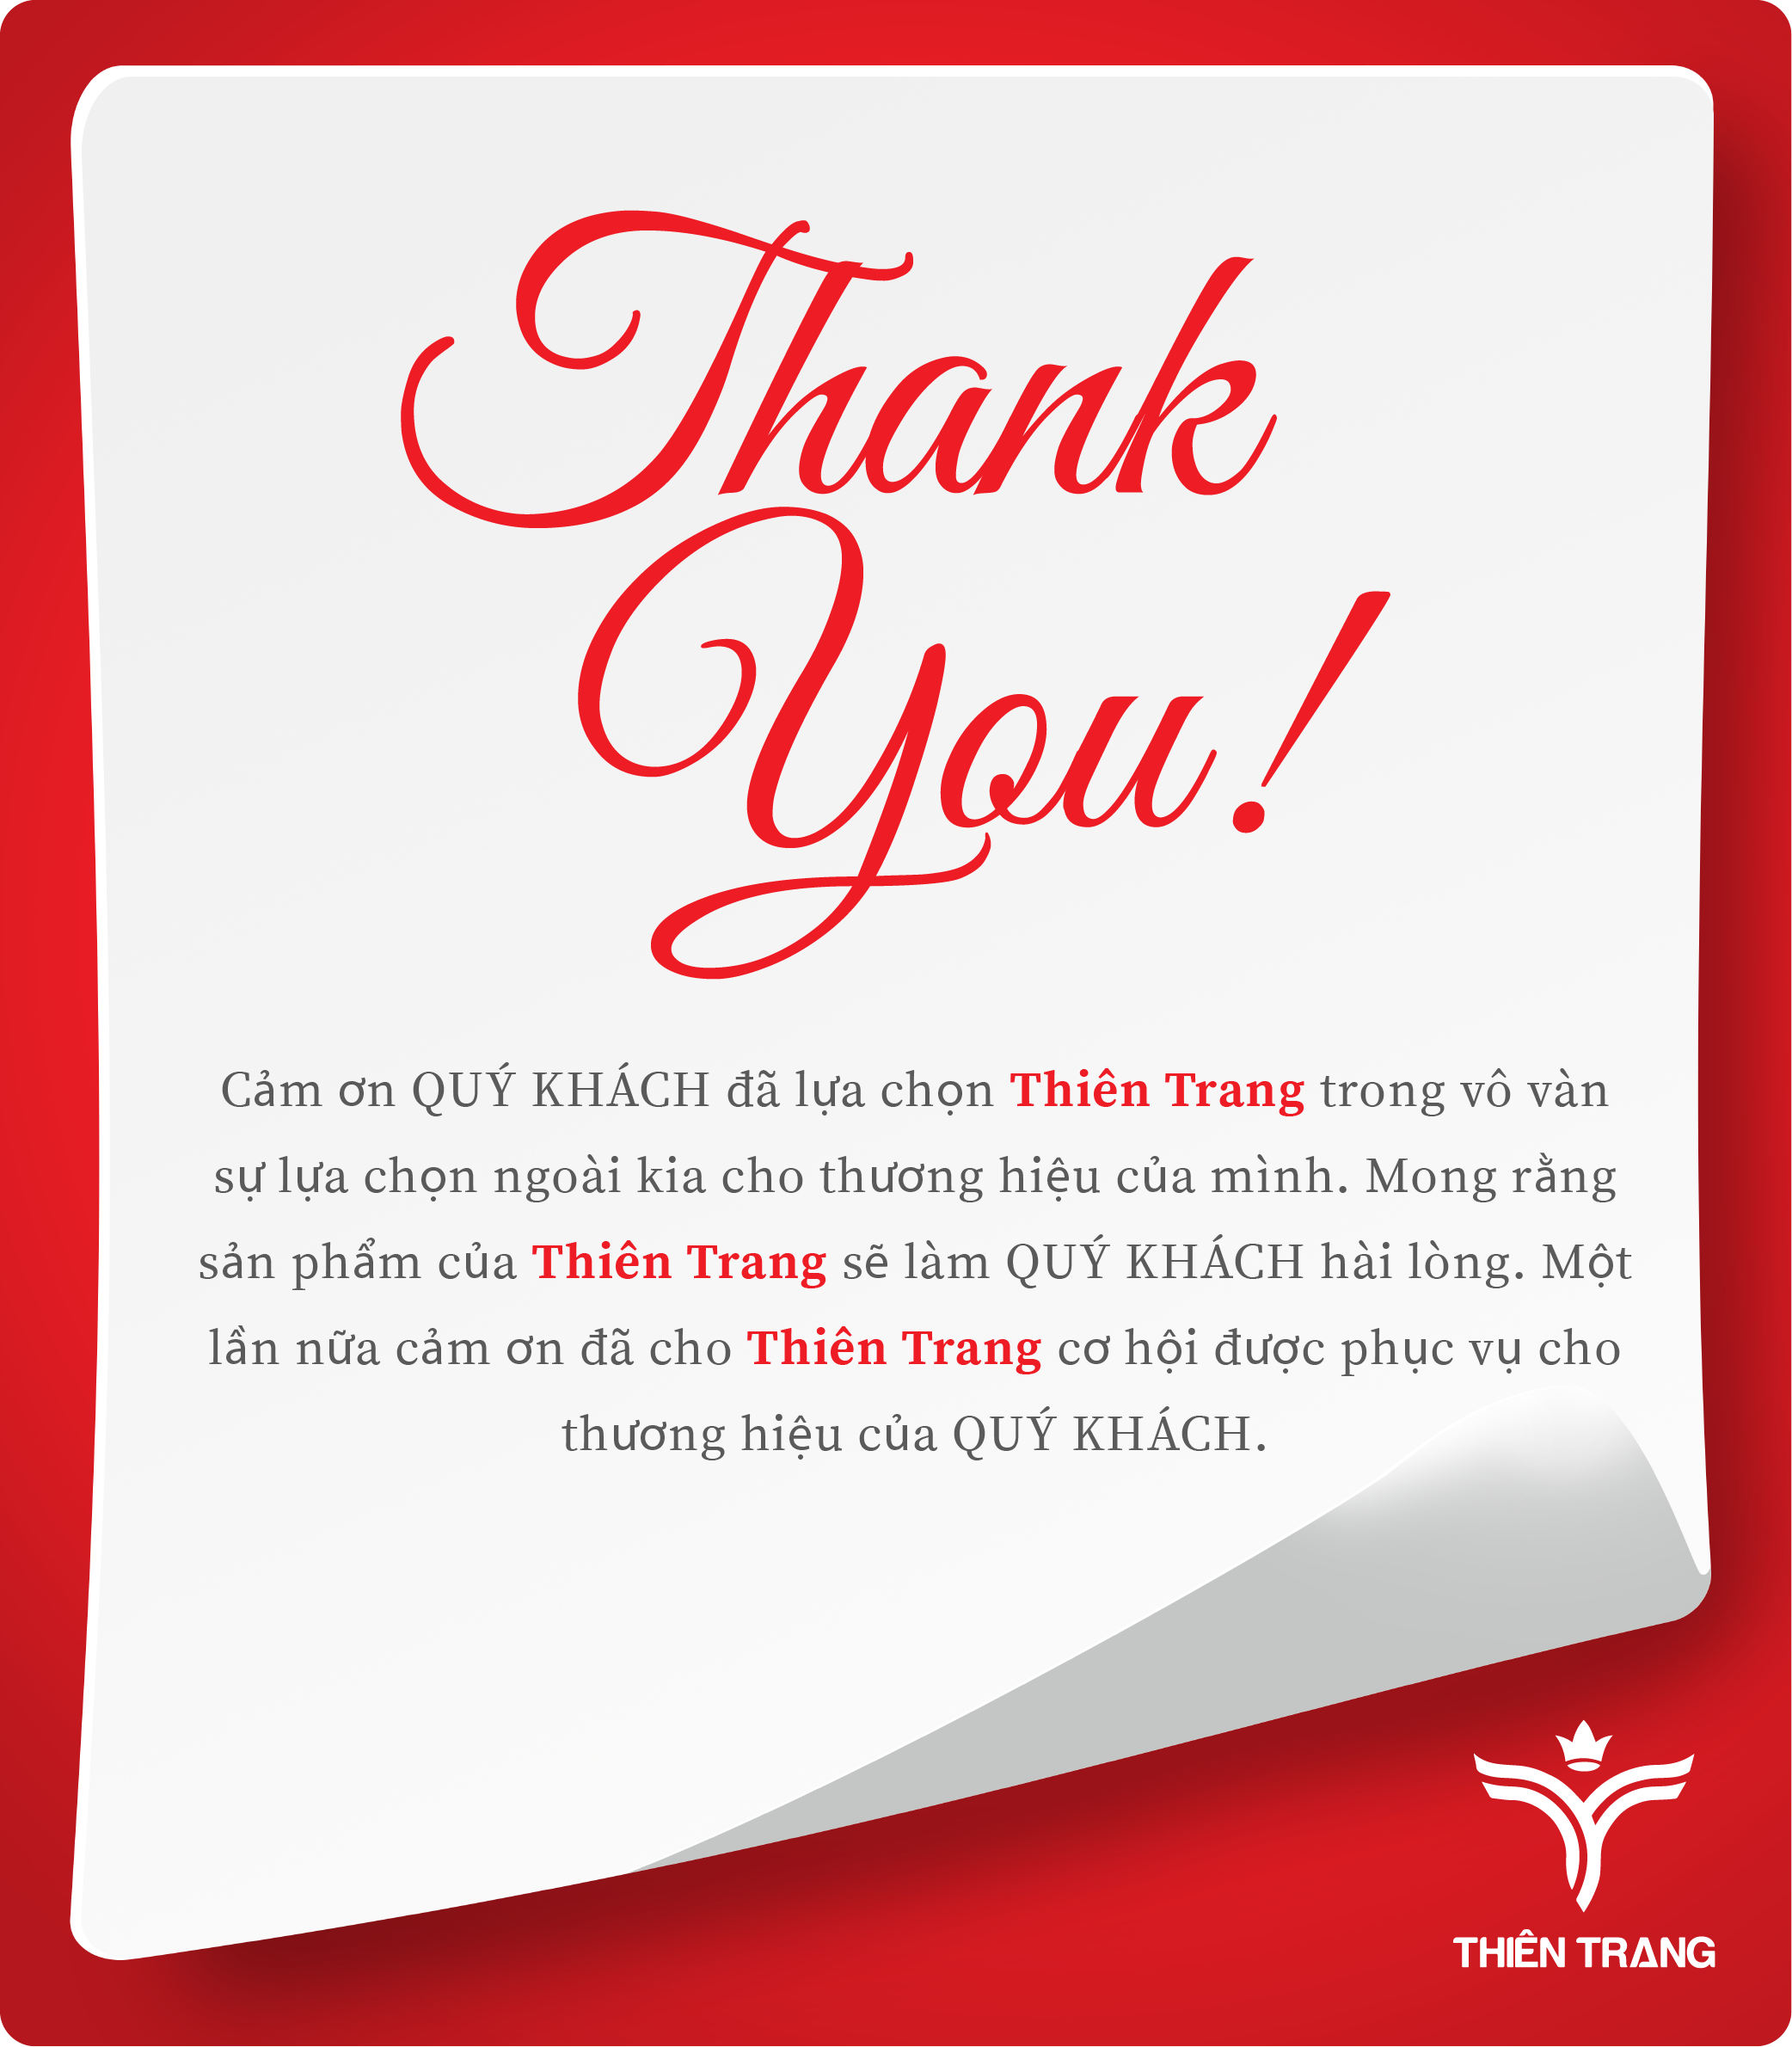 Thank
You!
Cảm ơn QUÝ KHÁCH đã lựa chọn Thiên Trang trong vô vàn
sự lựa chọn ngoài kia cho thương hiệu của mình. Mong rằng
sản phẩm của Thiên Trang sẽ làm QUÝ KHÁCH hài lòng. Một
lần nữa cảm ơn đã cho Thiên Trang cơ hội được phục vụ cho
thương hiệu của QUÝ KHÁCH.
THIÊN TRANG